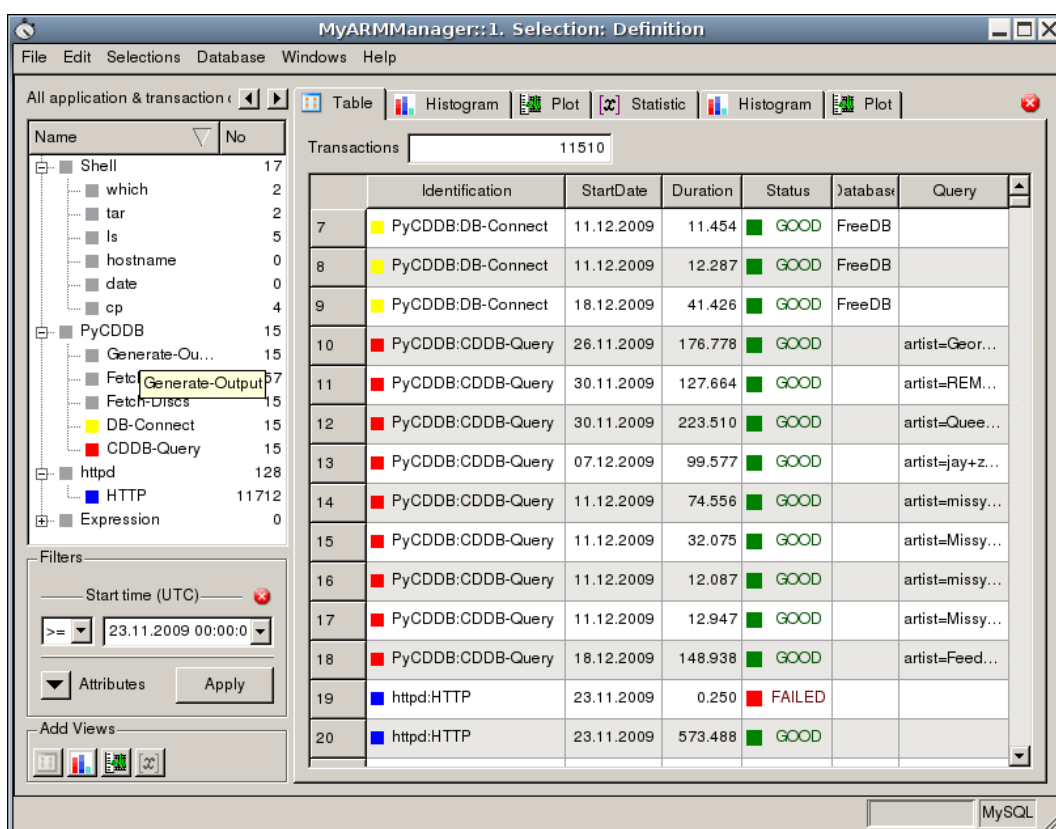 MyARMManager::1. Selection: Definition
File Edit Selections Database Windows Help
All application & transaction
Table Histogram Plot [x] Statistic Histogram Plot
Name No
Shell 17
which 2
tar 2
ls 5
hostname 0
date 0
cp 4
PyCDDB 15
Generate-Ou... 15
Generate-Output
Fetch-Discs 15
DB-Connect 15
CDDB-Query 15
httpd 128
HTTP 11712
Expression 0
Filters
Start time (UTC)
>= 23.11.2009 00:00:0
Attributes Apply
Add Views
[x]
Transactions 11510
Identification StartDate Duration Status Database Query
7 PyCDDB:DB-Connect 11.12.2009 11.454 GOOD FreeDB
8 PyCDDB:DB-Connect 11.12.2009 12.287 GOOD FreeDB
9 PyCDDB:DB-Connect 18.12.2009 41.426 GOOD FreeDB
10 PyCDDB:CDDB-Query 26.11.2009 176.778 GOOD artist=Geor...
11 PyCDDB:CDDB-Query 30.11.2009 127.664 GOOD artist=REM...
12 PyCDDB:CDDB-Query 30.11.2009 223.510 GOOD artist=Quee...
13 PyCDDB:CDDB-Query 07.12.2009 99.577 GOOD artist=jay+z...
14 PyCDDB:CDDB-Query 11.12.2009 74.556 GOOD artist=missy...
15 PyCDDB:CDDB-Query 11.12.2009 32.075 GOOD artist=Missy...
16 PyCDDB:CDDB-Query 11.12.2009 12.087 GOOD artist=missy...
17 PyCDDB:CDDB-Query 11.12.2009 12.947 GOOD artist=Missy...
18 PyCDDB:CDDB-Query 18.12.2009 148.938 GOOD artist=Feed...
19 httpd:HTTP 23.11.2009 0.250 FAILED
20 httpd:HTTP 23.11.2009 573.488 GOOD
MySQL